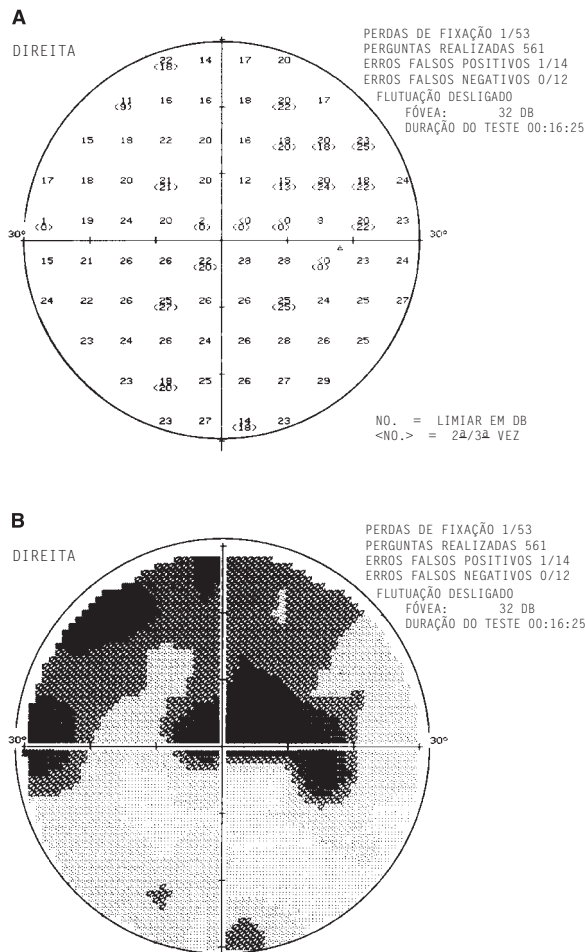 A
DIREITA
PERDAS DE FIXAÇÃO 1/53
PERGUNTAS REALIZADAS 561
ERROS FALSOS POSITIVOS 1/14
ERROS FALSOS NEGATIVOS 0/12
FLUTUAÇÃO DESLIGADO
FÓVEA: 32 DB
DURAÇÃO DO TESTE 00:16:25
22 14 17 20
(18)
11 16 16 18 20 17
(9) (22)
15 18 22 20 16 18 20 23
(20) (18) (25)
17 18 20 21 20 12 15 20 18 24
(21) (13) (24) (22)
1 19 24 20 2 <0 <0 9 20 23
(0) (0) (0) (0) (22)
30° 30°
15 21 26 26 22 28 28 <0 23 24
(20) (0)
24 22 26 25 26 26 25 24 25 27
(27) (25)
23 24 26 24 26 28 26 25
23 18 25 26 27 29
(20)
23 27 14 23
(18)
NO. = LIMIAR EM DB
<NO.> = 2ª/3ª VEZ
B
DIREITA
PERDAS DE FIXAÇÃO 1/53
PERGUNTAS REALIZADAS 561
ERROS FALSOS POSITIVOS 1/14
ERROS FALSOS NEGATIVOS 0/12
FLUTUAÇÃO DESLIGADO
FÓVEA: 32 DB
DURAÇÃO DO TESTE 00:16:25
30° 30°